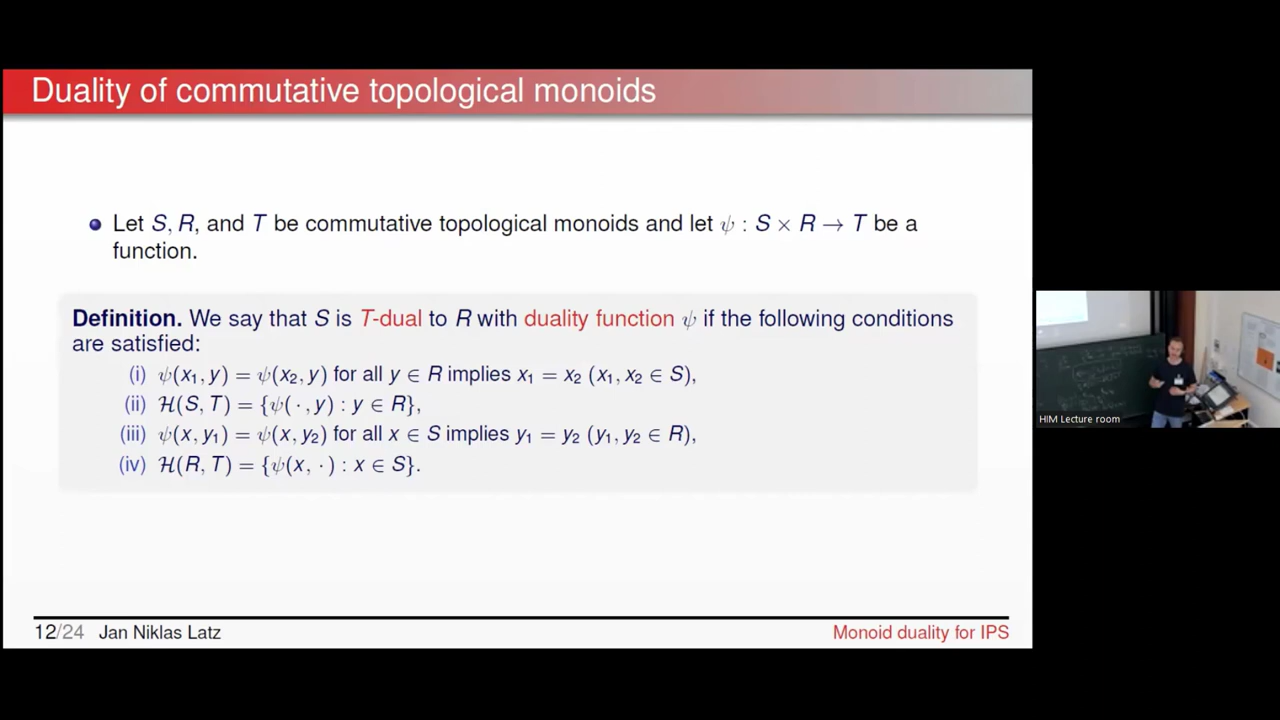 Duality of commutative topological monoids
Let S, R, and T be commutative topological monoids and let ψ : S × R → T be a
function.
Definition. We say that S is T-dual to R with duality function ψ if the following conditions
are satisfied:
(i) ψ(x₁, y) = ψ(x₂, y) for all y ∈ R implies x₁ = x₂ (x₁, x₂ ∈ S),
(ii) ℋ(S, T) = {ψ( · , y) : y ∈ R},
(iii) ψ(x, y₁) = ψ(x, y₂) for all x ∈ S implies y₁ = y₂ (y₁, y₂ ∈ R),
(iv) ℋ(R, T) = {ψ(x, · ) : x ∈ S}.
12/24 Jan Niklas Latz
Monoid duality for IPS
HIM Lecture room